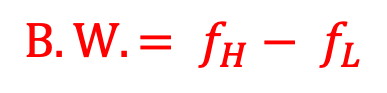 B. W. = f_H − f_L